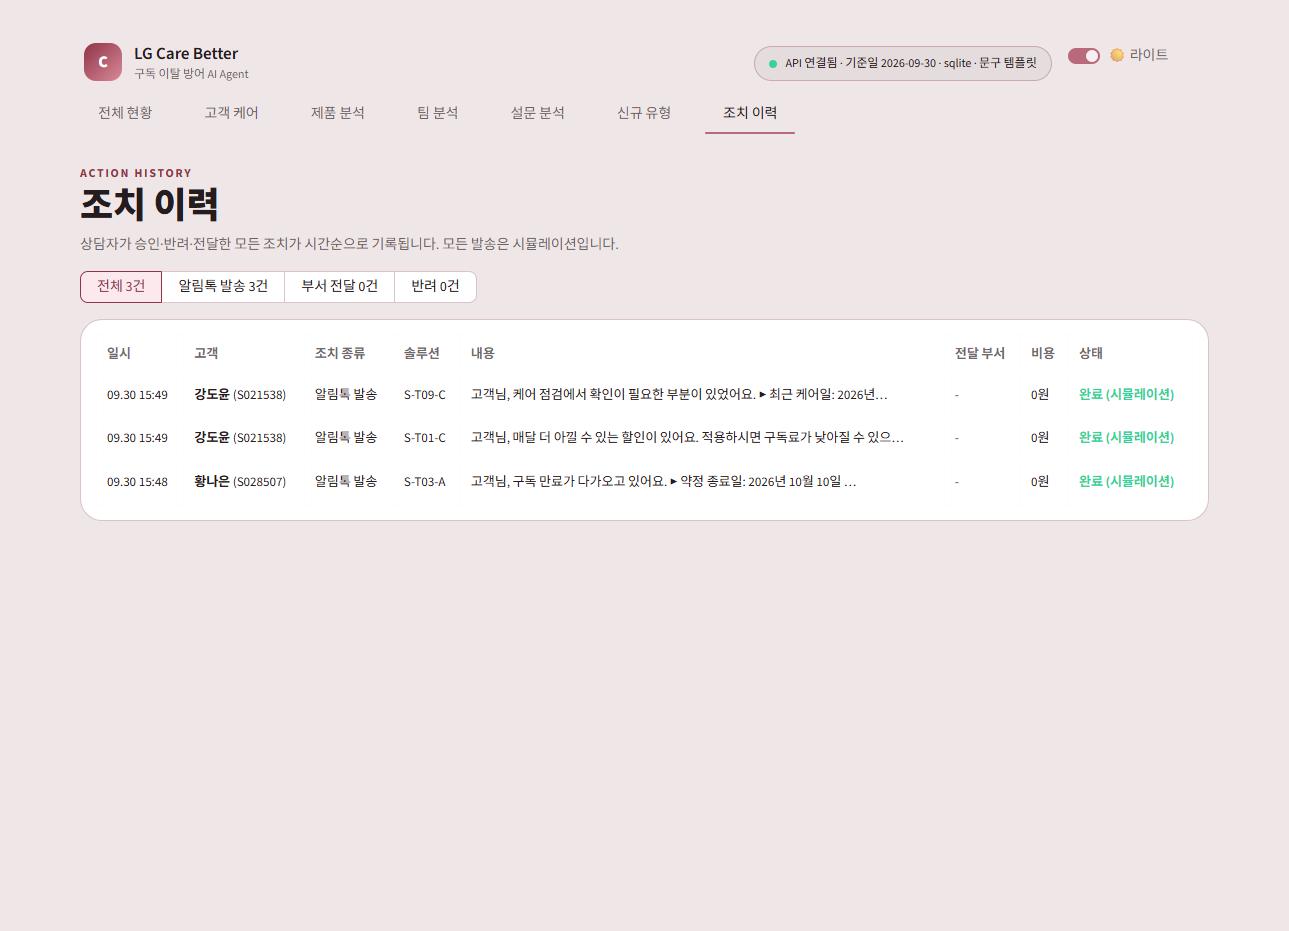 C
LG Care Better
구독 이탈 방어 AI Agent
API 연결됨 · 기준일 2026-09-30 · sqlite · 문구 템플릿
라이트
전체 현황 고객 케어 제품 분석 팀 분석 설문 분석 신규 유형 조치 이력
ACTION HISTORY
조치 이력
상담자가 승인·반려·전달한 모든 조치가 시간순으로 기록됩니다. 모든 발송은 시뮬레이션입니다.
전체 3건 알림톡 발송 3건 부서 전달 0건 반려 0건
일시 고객 조치 종류 솔루션 내용 전달 부서 비용 상태
09.30 15:49 강도윤 (S021538) 알림톡 발송 S-T09-C 고객님, 케어 점검에서 확인이 필요한 부분이 있었어요. ▸ 최근 케어일: 2026년… - 0원 완료 (시뮬레이션)
09.30 15:49 강도윤 (S021538) 알림톡 발송 S-T01-C 고객님, 매달 더 아낄 수 있는 할인이 있어요. 적용하시면 구독료가 낮아질 수 있으… - 0원 완료 (시뮬레이션)
09.30 15:48 황나은 (S028507) 알림톡 발송 S-T03-A 고객님, 구독 만료가 다가오고 있어요. ▸ 약정 종료일: 2026년 10월 10일 … - 0원 완료 (시뮬레이션)